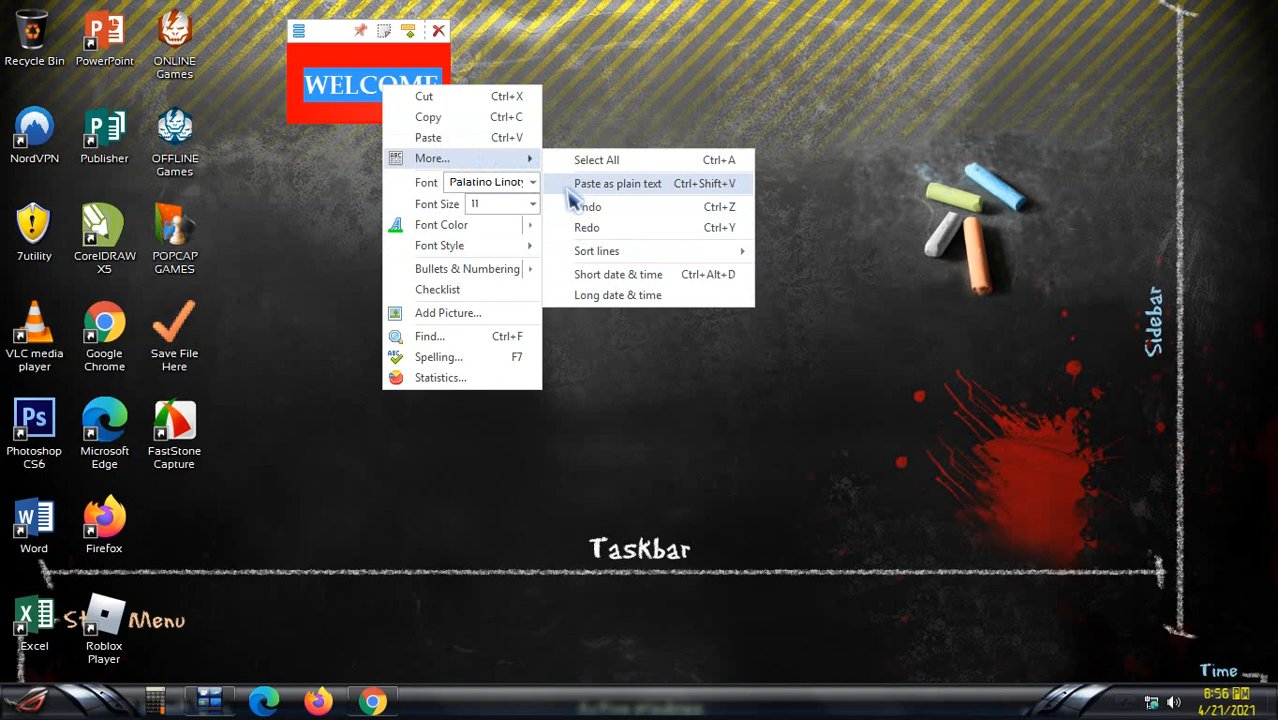 Recycle Bin
PowerPoint
ONLINE
Games
NordVPN
Publisher
OFFLINE
Games
7utility
CorelDRAW
X5
POPCAP
GAMES
VLC media
player
Google
Chrome
Save File
Here
Ps
Photoshop
CS6
Microsoft
Edge
FastStone
Capture
Word
Firefox
Excel
Roblox
Player
WELCOME
Cut Ctrl+X
Copy Ctrl+C
Paste Ctrl+V
More...
Font Palatino Linoty
Font Size 11
Font Color
Font Style
Bullets & Numbering
Checklist
Add Picture...
Find... Ctrl+F
Spelling... F7
Statistics...
Select All Ctrl+A
Paste as plain text Ctrl+Shift+V
Undo Ctrl+Z
Redo Ctrl+Y
Sort lines
Short date & time Ctrl+Alt+D
Long date & time
Sidebar
Taskbar
Menu
Time
8:56 PM
4/21/2021